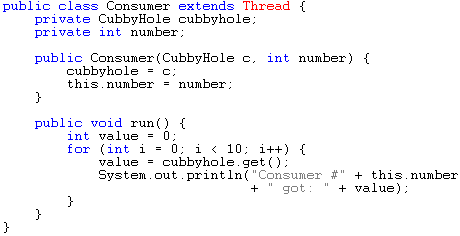 public class Consumer extends Thread {
    private CubbyHole cubbyhole;
    private int number;

    public Consumer(CubbyHole c, int number) {
        cubbyhole = c;
        this.number = number;
    }

    public void run() {
        int value = 0;
        for (int i = 0; i < 10; i++) {
            value = cubbyhole.get();
            System.out.println("Consumer #" + this.number
                               + " got: " + value);
        }
    }
}